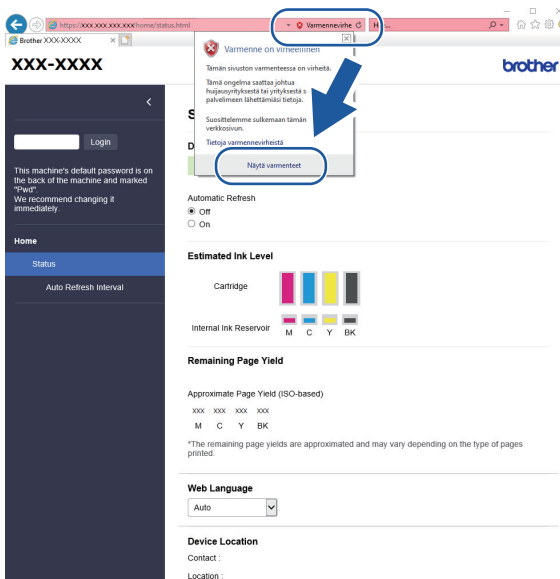 https://xxx.xxx.xxx.xxx/home/status.html
Varmennevirhe
Brother XXX-XXXX
XXX-XXXX
brother
Varmenne on virheellinen
Tämän sivuston varmenteessa on virheitä.
Tämä ongelma saattaa johtua
huijausyrityksestä tai yrityksestä s
palvelimeen lähettämiäsi tietoja.
Suosittelemme sulkemaan tämän
verkkosivun.
Tietoja varmennevirheistä
Näytä varmenteet
Login
This machine's default password is on
the back of the machine and marked
"Pwd".
We recommend changing it
immediately.
Home
Status
Auto Refresh Interval
S
D
Automatic Refresh
Off
On
Estimated Ink Level
Cartridge
Internal Ink Reservoir
M C Y BK
Remaining Page Yield
Approximate Page Yield (ISO-based)
xxx xxx xxx xxx
M C Y BK
*The remaining page yields are approximated and may vary depending on the type of pages
printed.
Web Language
Auto
Device Location
Contact :
Location :